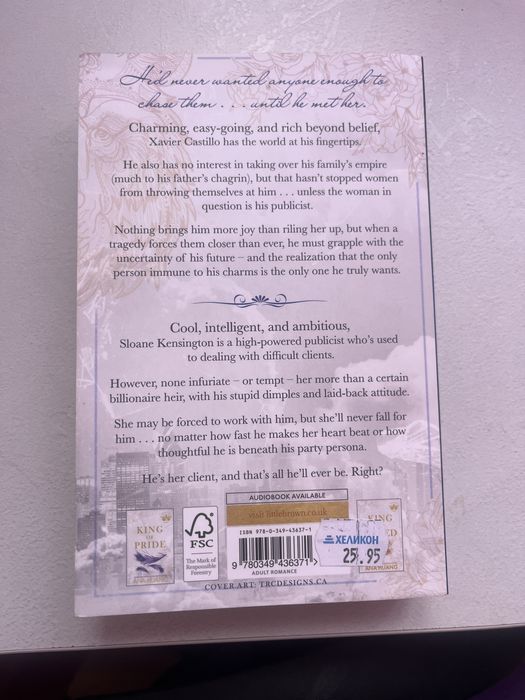 He'd never wanted anyone enough to
chase them . . . until he met her.
Charming, easy-going, and rich beyond belief,
Xavier Castillo has the world at his fingertips.
He also has no interest in taking over his family's empire
(much to his father's chagrin), but that hasn't stopped women
from throwing themselves at him . . . unless the woman in
question is his publicist.
Nothing brings him more joy than riling her up, but when a
tragedy forces them closer than ever, he must grapple with the
uncertainty of his future – and the realization that the only
person immune to his charms is the only one he truly wants.
Cool, intelligent, and ambitious,
Sloane Kensington is a high-powered publicist who's used
to dealing with difficult clients.
However, none infuriate – or tempt – her more than a certain
billionaire heir, with his stupid dimples and laid-back attitude.
She may be forced to work with him, but she'll never fall for
him . . . no matter how fast he makes her heart beat or how
thoughtful he is beneath his party persona.
He's her client, and that's all he'll ever be. Right?
AUDIOBOOK AVAILABLE
visit littlebrown.co.uk
KING
OF
PRIDE
ANA HUANG
FSC
The Mark of
Responsible
Forestry
ISBN 978-0-349-43637-1
9 780349 436371 >
ADULT ROMANCE
ХЕЛИКОН
25.95
KING
ANA HUANG
COVER ART: TRCDESIGNS.CA